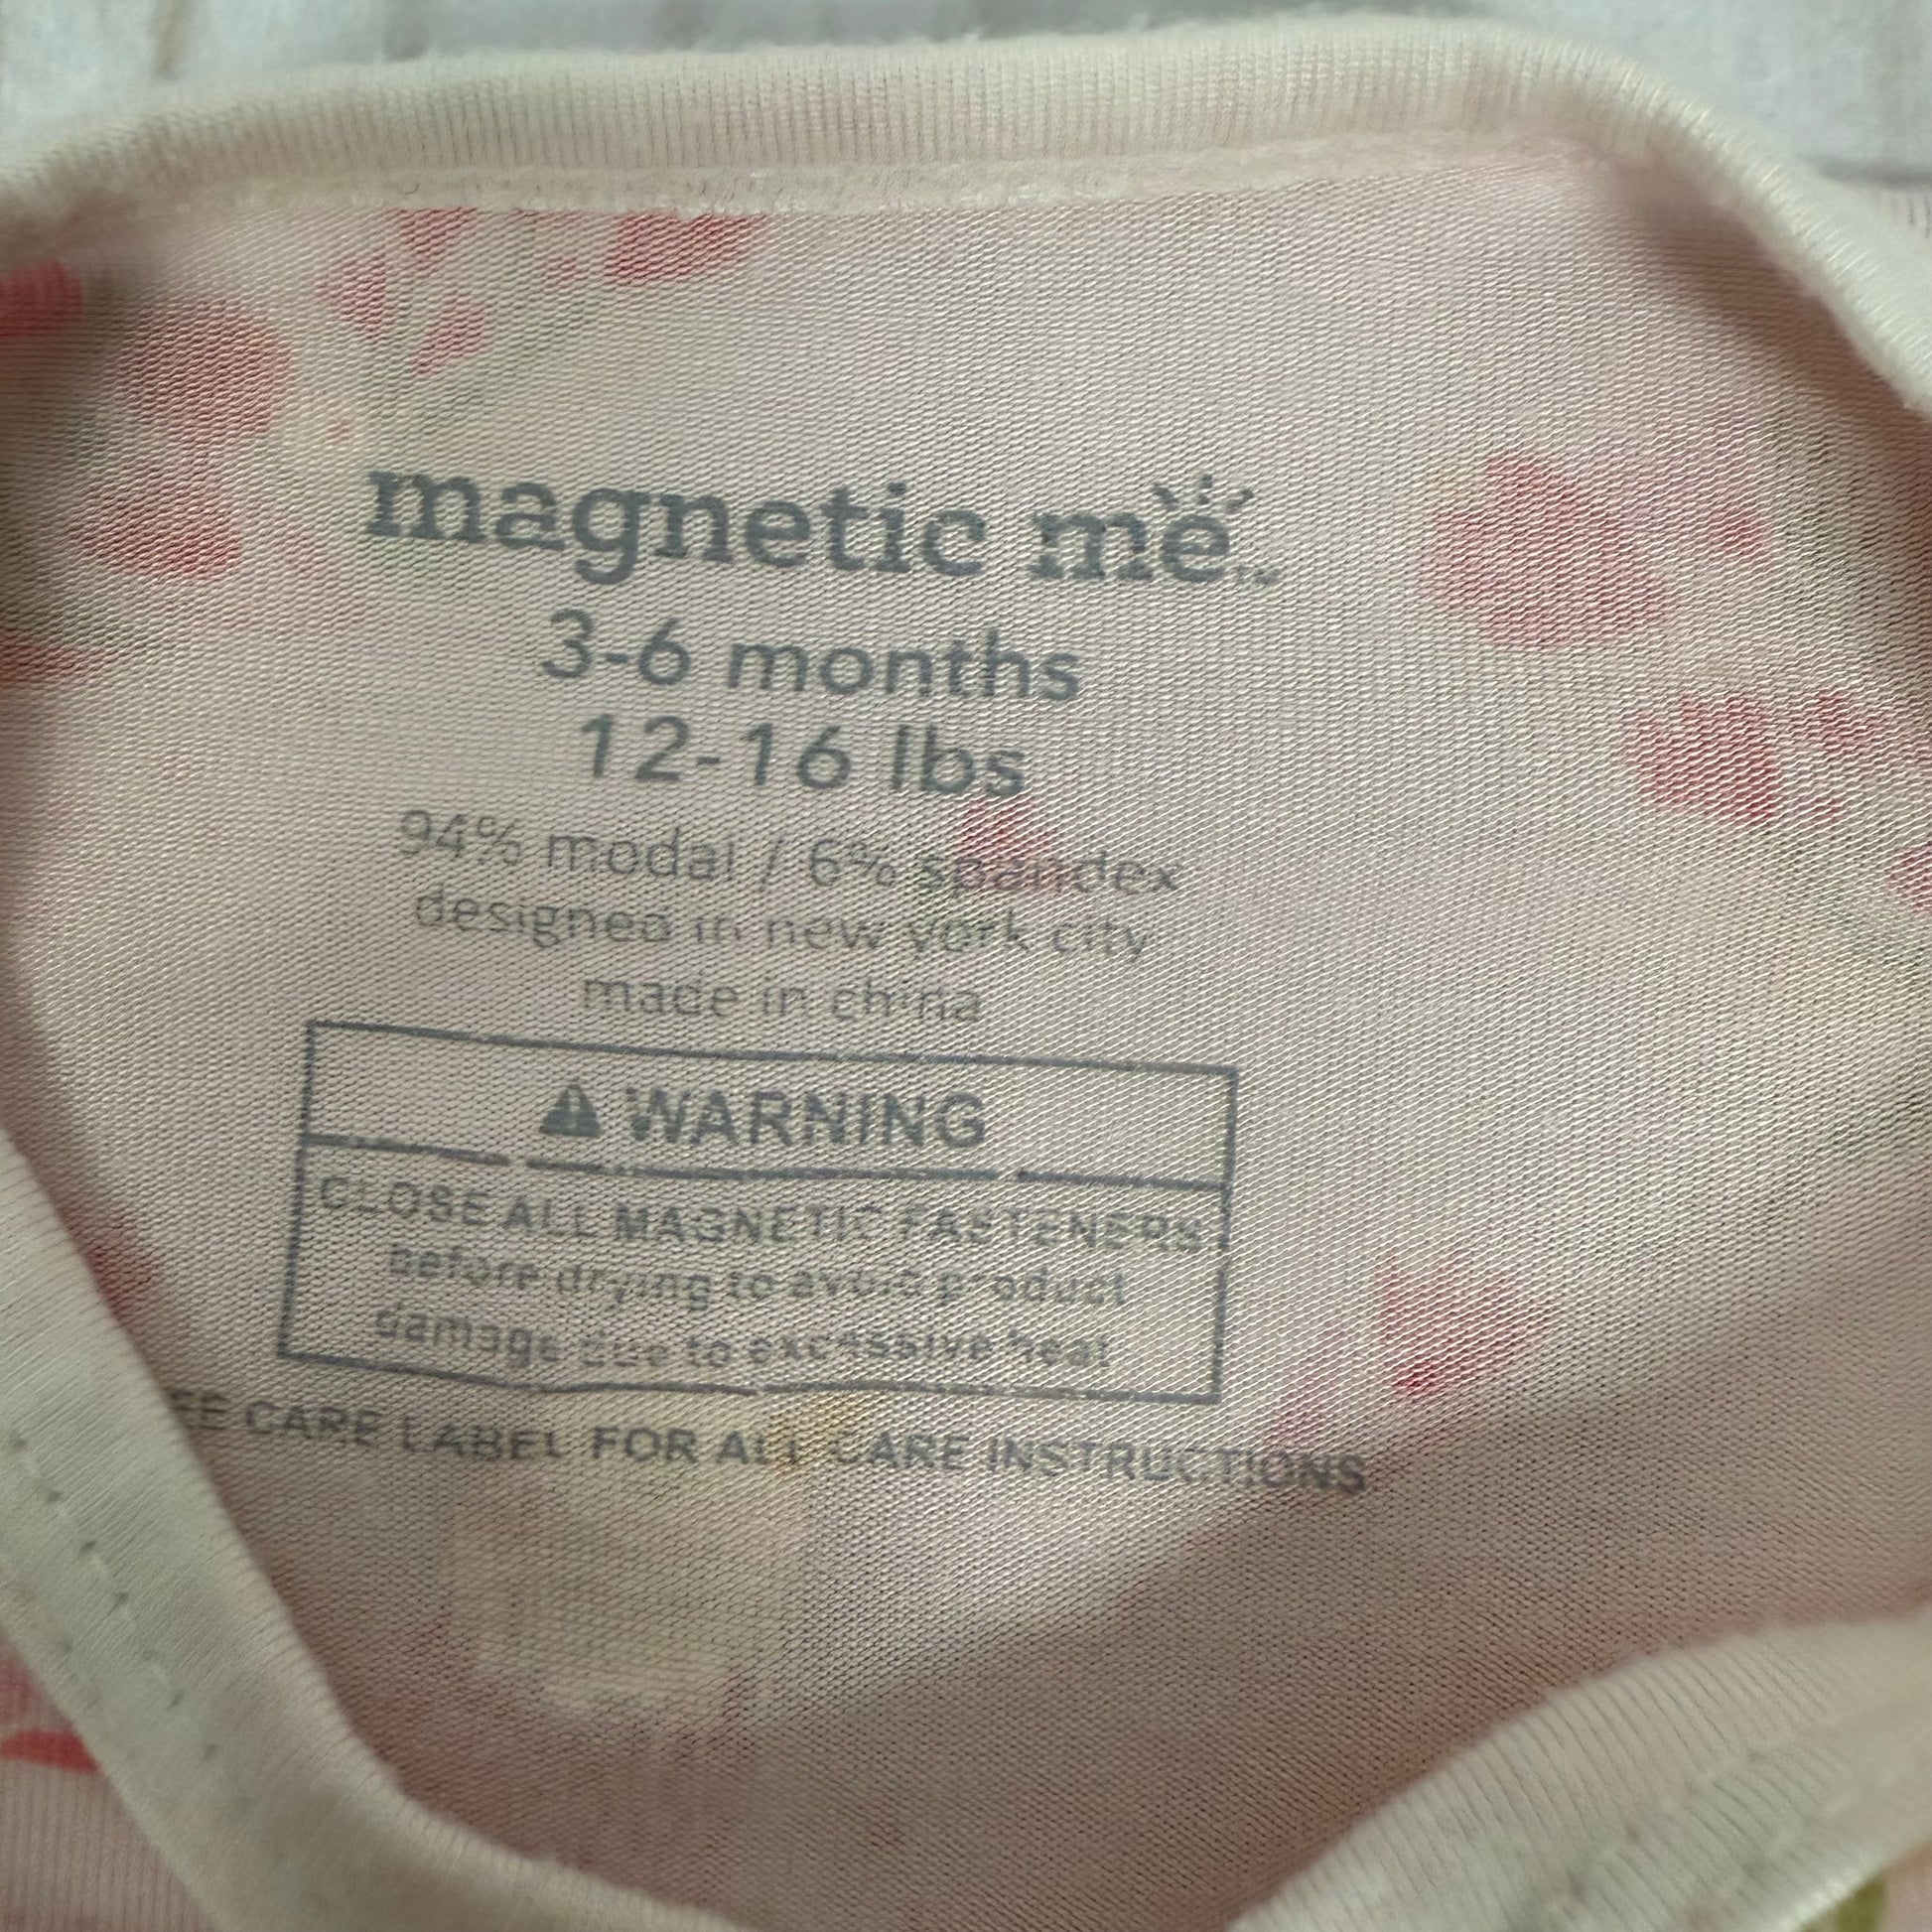 magnetic me™
3-6 months
12-16 lbs
94% modal / 6% spandex
designed in new york city
made in china
⚠ WARNING
CLOSE ALL MAGNETIC FASTENERS
before drying to avoid product
damage due to excessive heat
EE CARE LABEL FOR ALL CARE INSTRUCTIONS